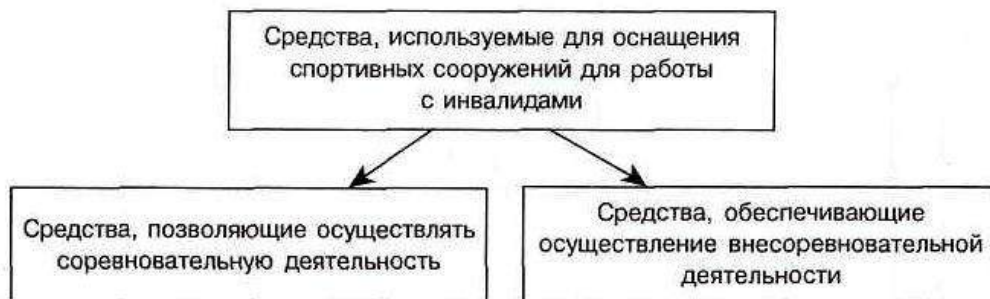 Средства, используемые для оснащения
спортивных сооружений для работы
с инвалидами
Средства, позволяющие осуществлять
соревновательную деятельность
Средства, обеспечивающие
осуществление внесоревновательной
деятельности